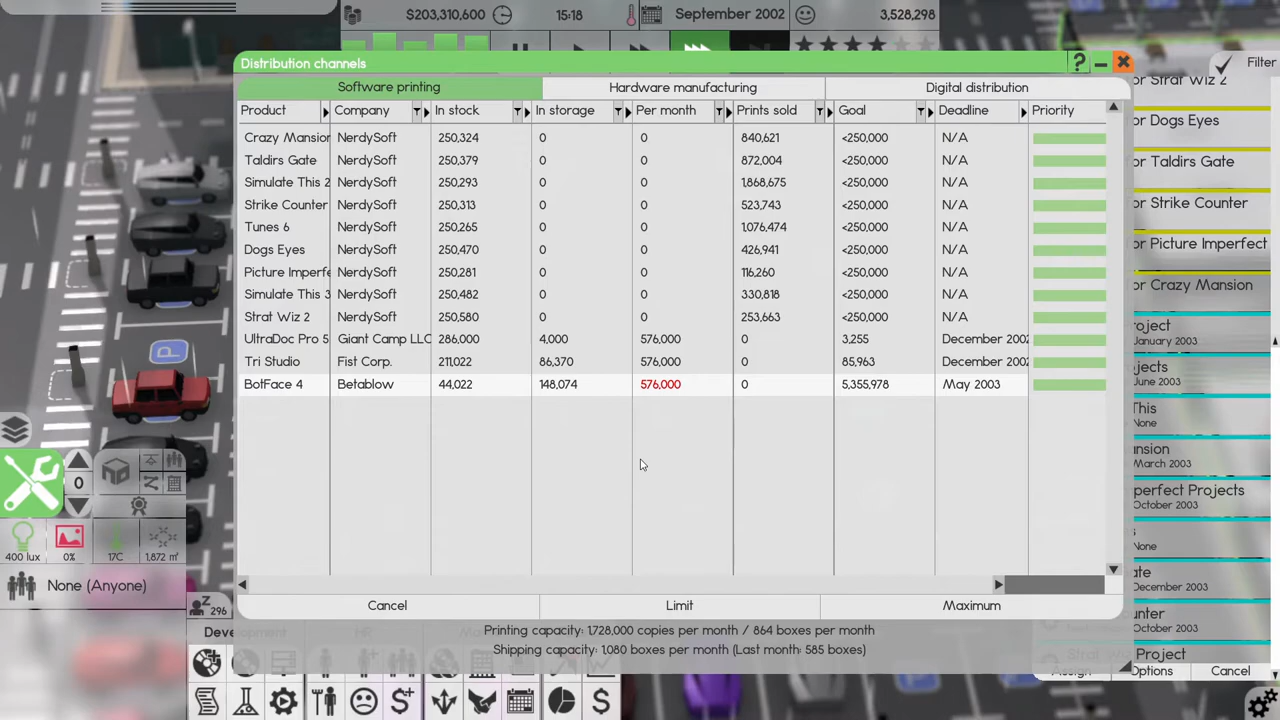 $203,310,600 15:18 September 2002 3,528,298
Distribution channels ?
Filter
Software printing Hardware manufacturing Digital distribution
Product Company In stock In storage Per month Prints sold Goal Deadline Priority
Crazy Mansion NerdySoft 250,324 0 0 840,621 <250,000 N/A
Taldirs Gate NerdySoft 250,379 0 0 872,004 <250,000 N/A
Simulate This 2 NerdySoft 250,293 0 0 1,868,675 <250,000 N/A
Strike Counter NerdySoft 250,313 0 0 523,743 <250,000 N/A
Tunes 6 NerdySoft 250,265 0 0 1,076,474 <250,000 N/A
Dogs Eyes NerdySoft 250,470 0 0 426,941 <250,000 N/A
Picture Imperfe NerdySoft 250,281 0 0 116,260 <250,000 N/A
Simulate This 3 NerdySoft 250,482 0 0 330,818 <250,000 N/A
Strat Wiz 2 NerdySoft 250,580 0 0 253,663 <250,000 N/A
UltraDoc Pro 5 Giant Camp LLC 286,000 4,000 576,000 0 3,255 December 2002
Tri Studio Fist Corp. 211,022 86,370 576,000 0 85,963 December 2002
BotFace 4 Betablow 44,022 148,074 576,000 0 5,355,978 May 2003
Cancel Limit Maximum
Printing capacity: 1,728,000 copies per month / 864 boxes per month
Shipping capacity: 1,080 boxes per month (Last month: 585 boxes)
or Strat Wiz 2
or Dogs Eyes
or Taldirs Gate
or Strike Counter
or Picture Imperfect
or Crazy Mansion
roject
January 2003
ojects
June 2003
This
None
ansion
March 2003
perfect Projects
October 2003
s
None
ate
December 2003
unter
October 2003
Strat Wiz Project
Assign Options Cancel
P
0
400 lux 0% 17C 1,872 m²
None (Anyone)
Z 296
Development HR